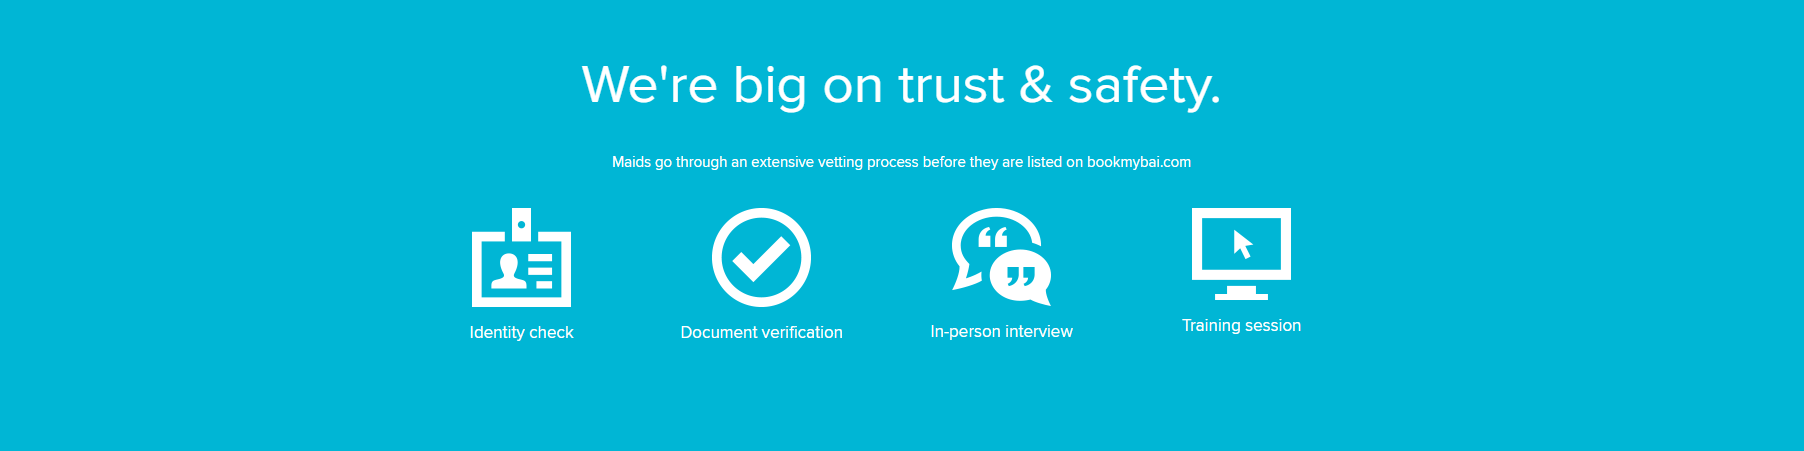 We're big on trust & safety.
Maids go through an extensive vetting process before they are listed on bookmybai.com
Identity check
Document verification
In-person interview
Training session